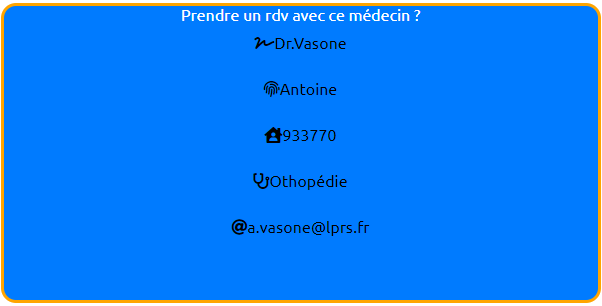 Prendre un rdv avec ce médecin ?
Dr.Vasone
Antoine
933770
Othopédie
@a.vasone@lprs.fr